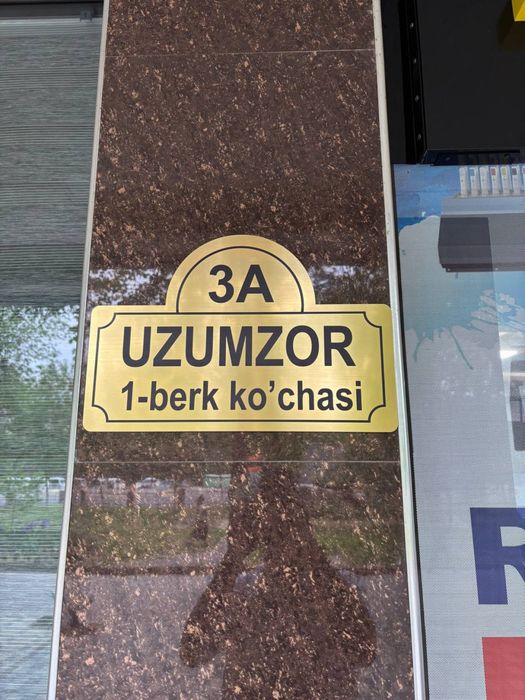 3A
UZUMZOR
1-berk ko'chasi
R